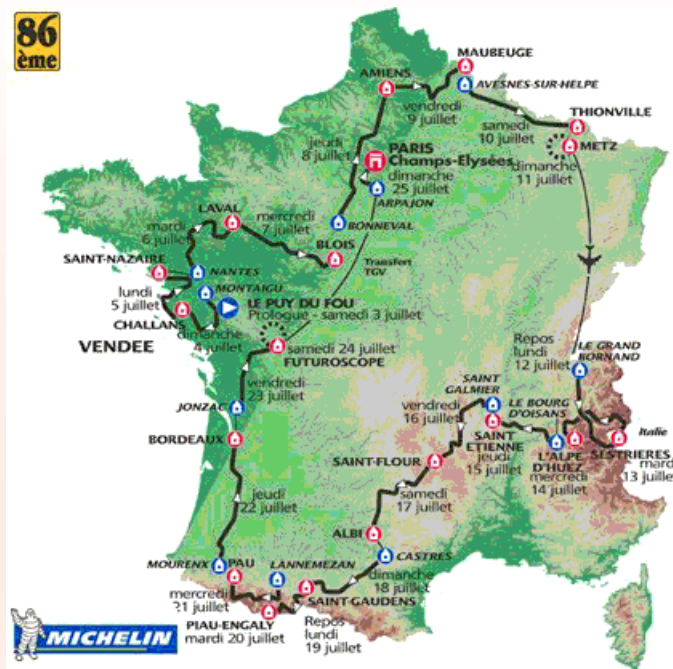 86
ème
MAUBEUGE
AMIENS
AVESNES-SUR-HELPE
vendredi
9 juillet
THIONVILLE
samedi
10 juillet
METZ
dimanche
11 juillet
jeudi
8 juillet
PARIS
Champs-Elysées
dimanche
25 juillet
ARPAJON
LAVAL
mercredi
7 juillet
mardi
6 juillet
BONNEVAL
BLOIS
Transfert
TGV
SAINT-NAZAIRE
NANTES
MONTAIGU
lundi
5 juillet
LE PUY DU FOU
Prologue - samedi 3 juillet
CHALLANS
dimanche
4 juillet
VENDEE
samedi 24 juillet
FUTUROSCOPE
Repos
lundi
12 juillet
LE GRAND
BORNAND
vendredi
23 juillet
JONZAC
BORDEAUX
SAINT
GALMIER
vendredi
16 juillet
LE BOURG
D'OISANS
Italie
SAINT
ETIENNE
jeudi
15 juillet
L'ALPE
D'HUEZ
mercredi
14 juillet
SESTRIERES
mardi
13 juillet
SAINT-FLOUR
samedi
17 juillet
jeudi
22 juillet
ALBI
CASTRES
dimanche
18 juillet
MOURENX
PAU
LANNEMEZAN
mercredi
21 juillet
SAINT-GAUDENS
PIAU-ENGALY
mardi 20 juillet
Repos
lundi
19 juillet
MICHELIN